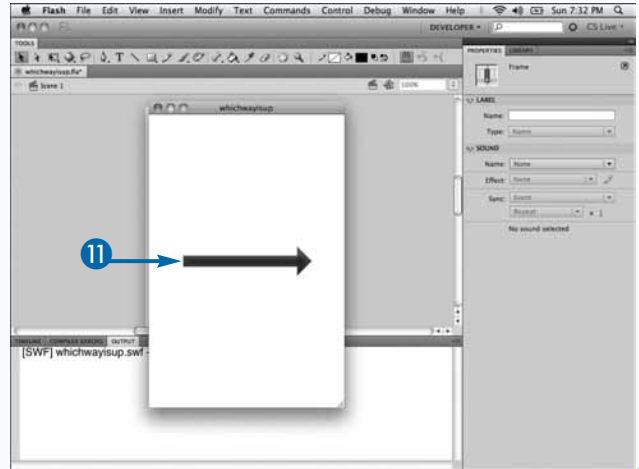 Flash File Edit View Insert Modify Text Commands Control Debug Window Help Sun 7:32 PM
FL DEVELOPER CS Live
TOOLS
T
whichwayisup.fla*
Scene 1 100%
whichwayisup
11
TIMELINE COMPILER ERRORS OUTPUT
[SWF] whichwayisup.swf -
PROPERTIES LIBRARY
Frame
LABEL
Name:
Type: Name
SOUND
Name: None
Effect: None
Sync: Event
Repeat x 1
No sound selected